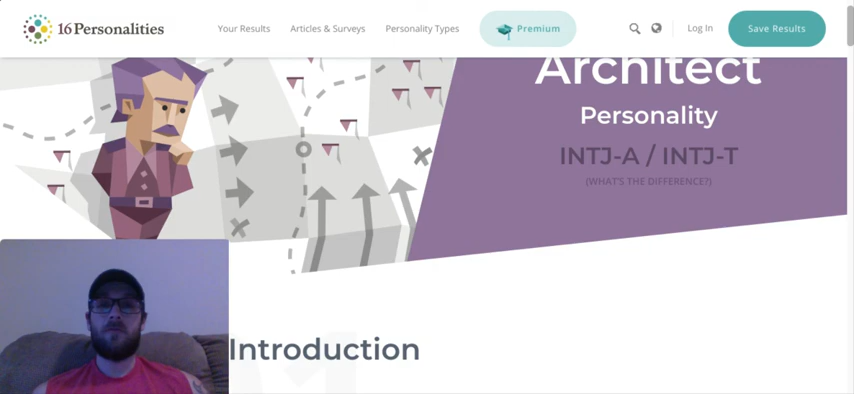 16Personalities
Your Results
Articles & Surveys
Personality Types
Premium
Log In
Save Results
Architect
Personality
INTJ-A / INTJ-T
(WHAT'S THE DIFFERENCE?)
Introduction